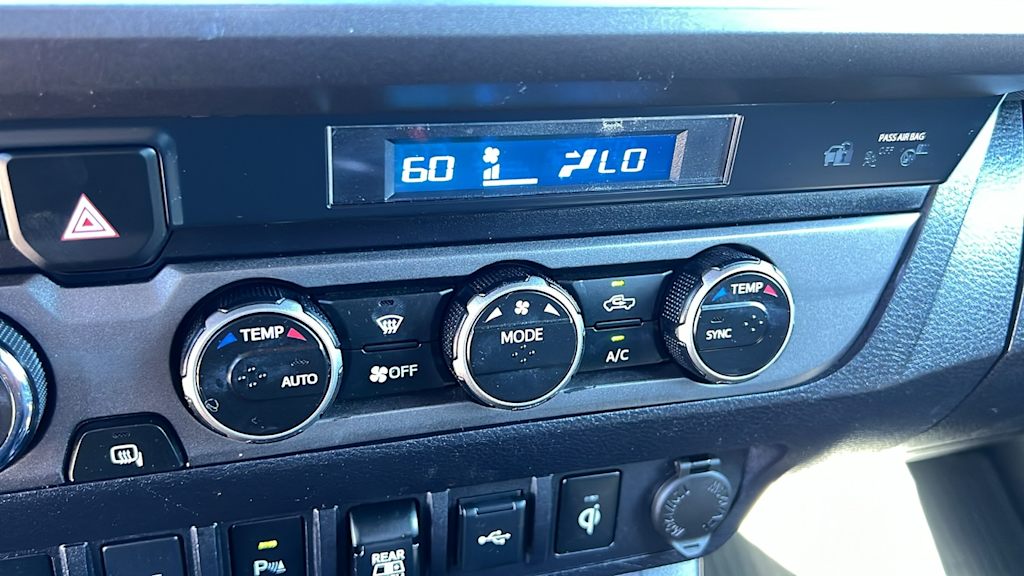 PASS AIR BAG
OFF
60 LO
TEMP
AUTO
OFF
MODE
A/C
TEMP
SYNC
P
REAR